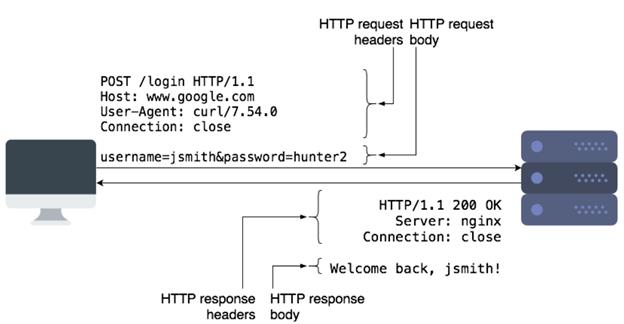 HTTP request headers
HTTP request body
POST /login HTTP/1.1
Host: www.google.com
User-Agent: curl/7.54.0
Connection: close
username=jsmith&password=hunter2
HTTP/1.1 200 OK
Server: nginx
Connection: close
Welcome back, jsmith!
HTTP response headers
HTTP response body